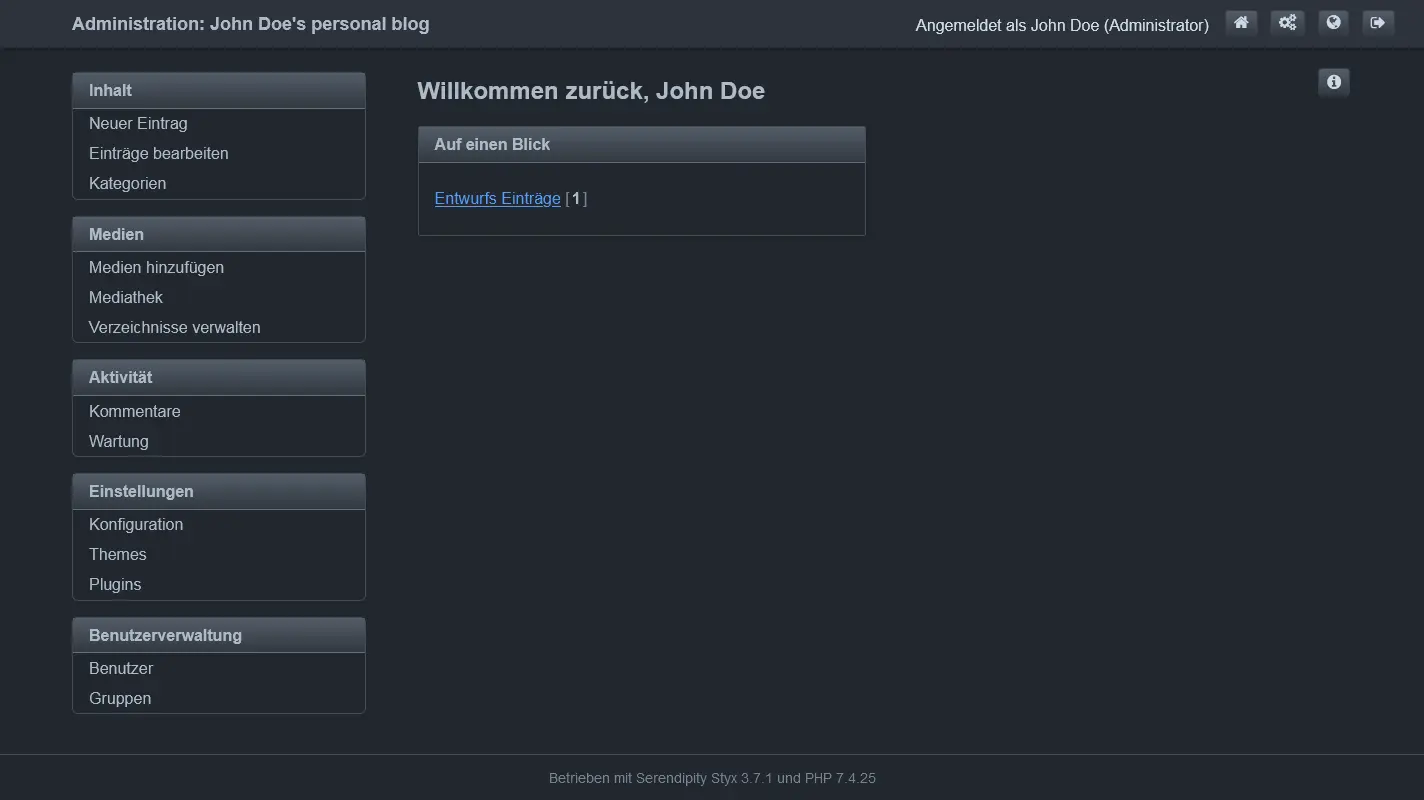 Administration: John Doe's personal blog
Angemeldet als John Doe (Administrator)
Inhalt
Neuer Eintrag
Einträge bearbeiten
Kategorien
Medien
Medien hinzufügen
Mediathek
Verzeichnisse verwalten
Aktivität
Kommentare
Wartung
Einstellungen
Konfiguration
Themes
Plugins
Benutzerverwaltung
Benutzer
Gruppen
Willkommen zurück, John Doe
Auf einen Blick
Entwurfs Einträge [1]
Betrieben mit Serendipity Styx 3.7.1 und PHP 7.4.25